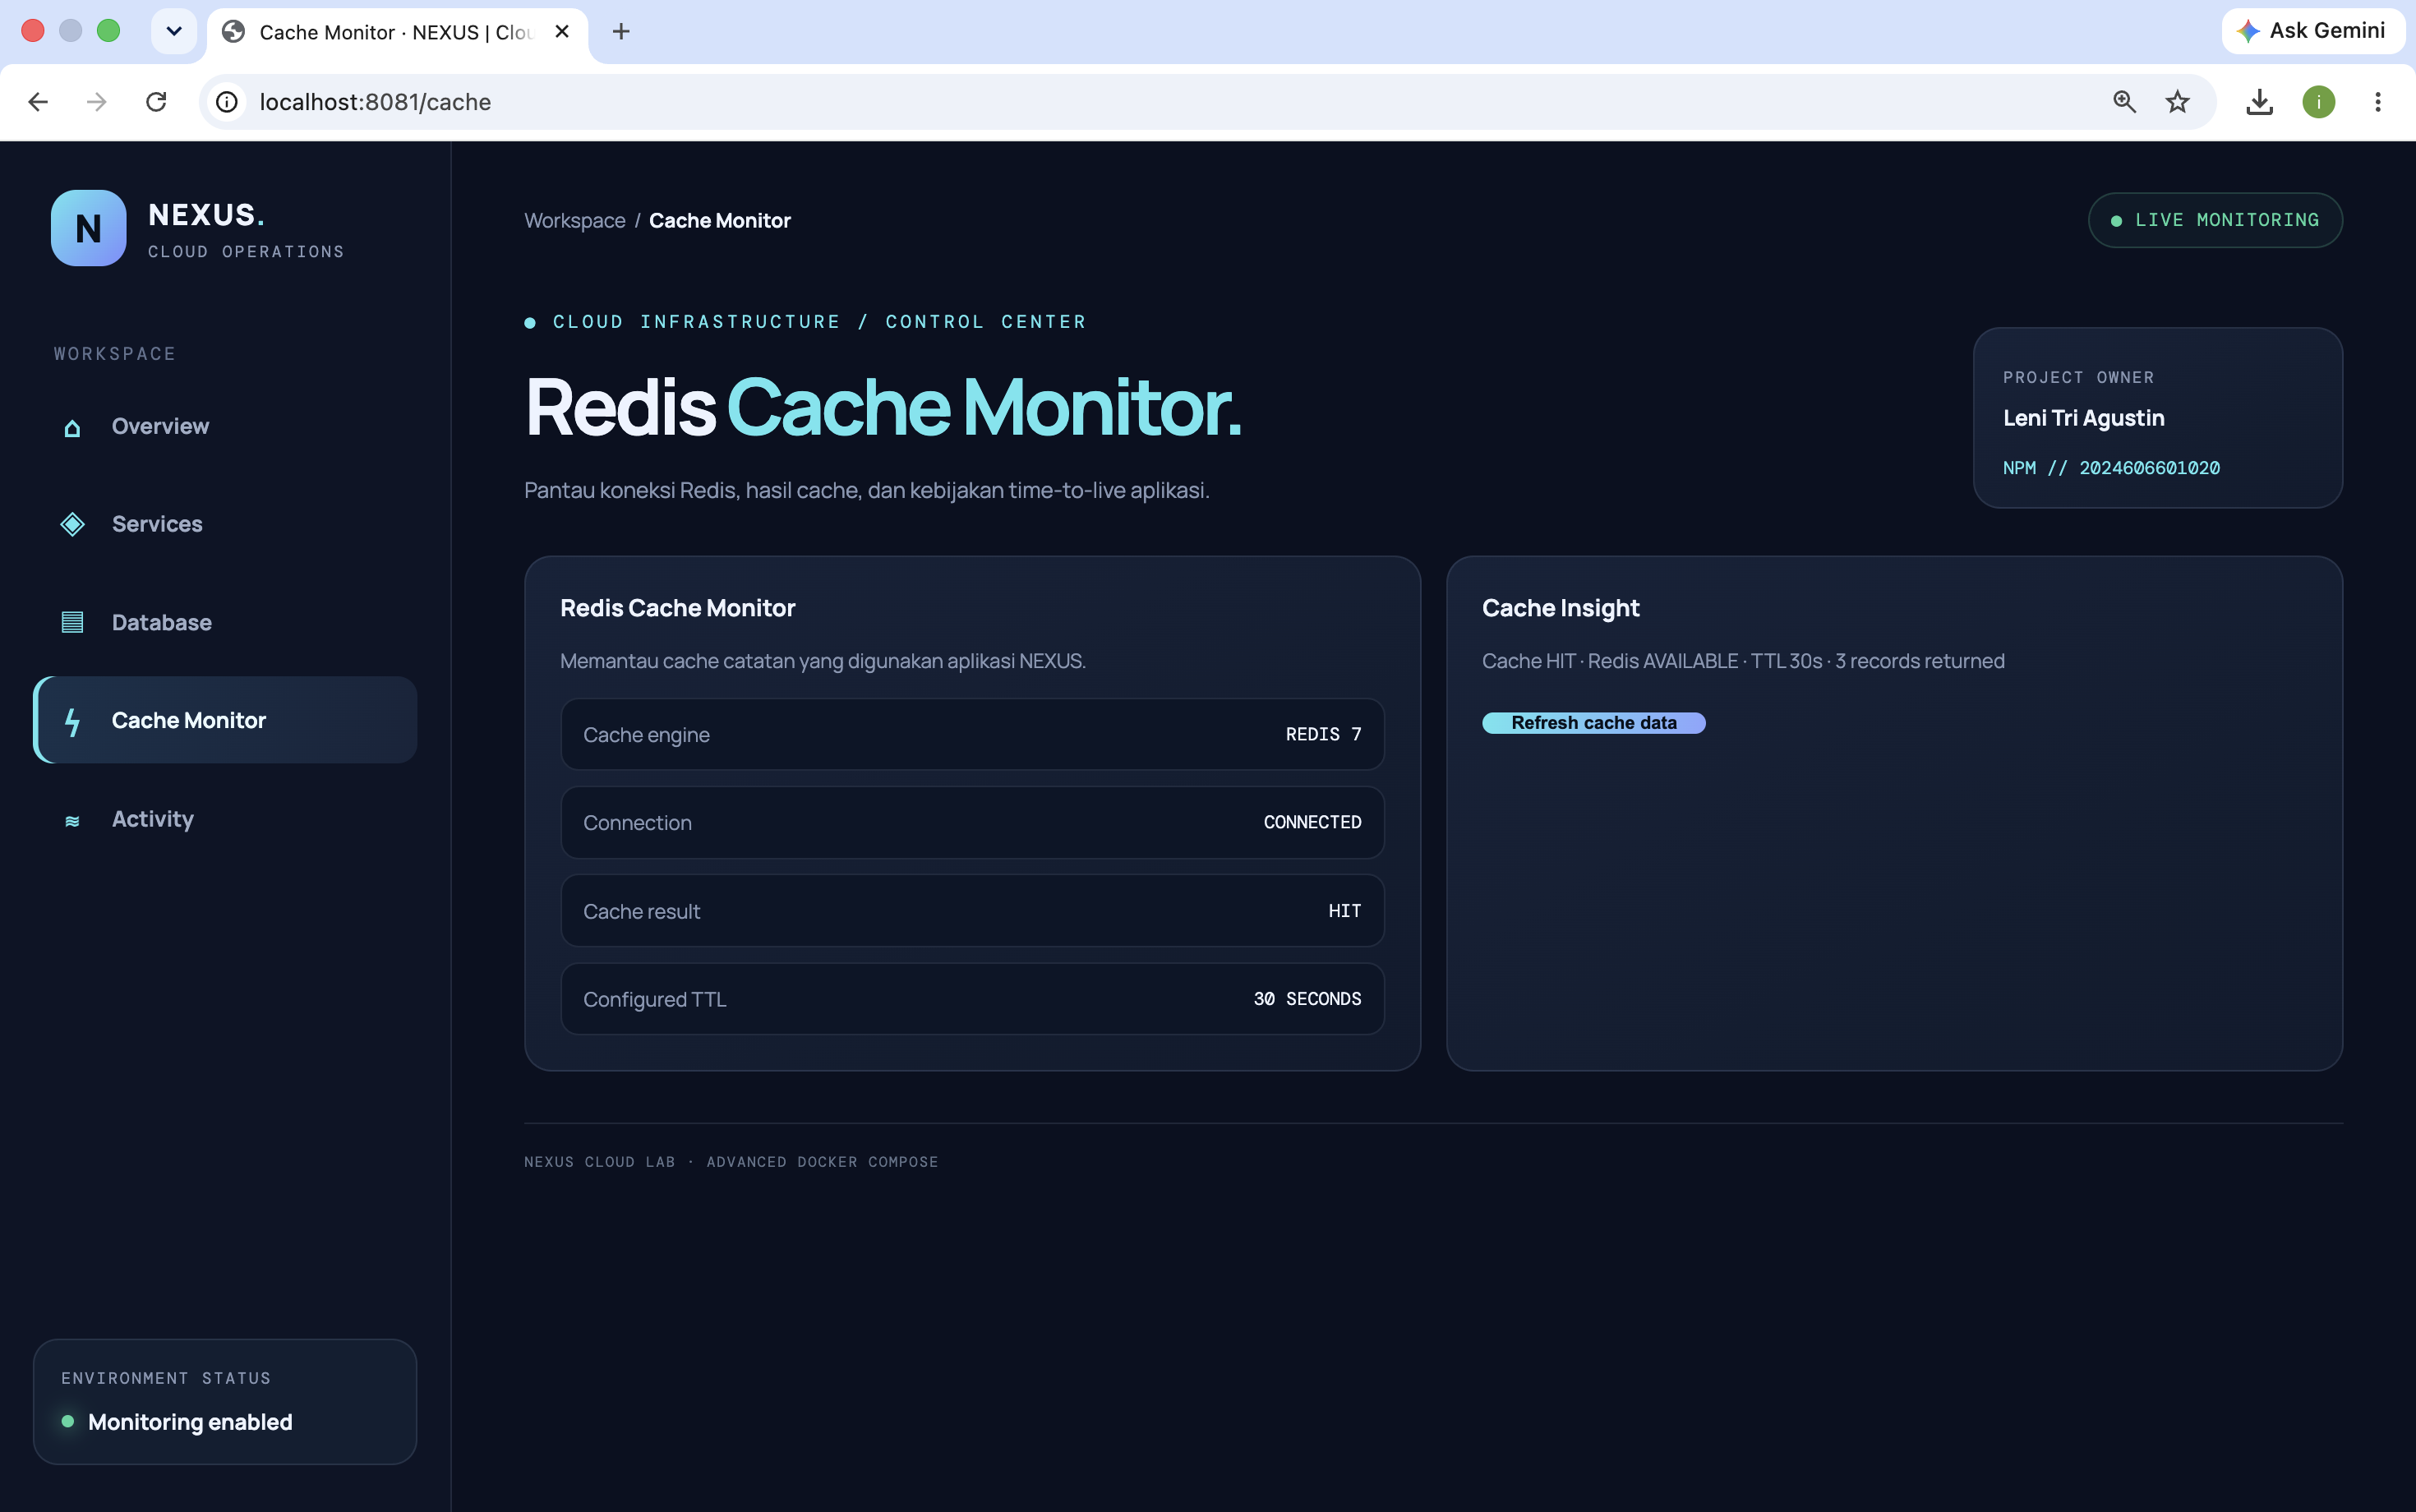 Cache Monitor · NEXUS | Clou
Ask Gemini
localhost:8081/cache
i
N
NEXUS.
CLOUD OPERATIONS
WORKSPACE
Overview
Services
Database
Cache Monitor
Activity
ENVIRONMENT STATUS
Monitoring enabled
Workspace / Cache Monitor
LIVE MONITORING
CLOUD INFRASTRUCTURE / CONTROL CENTER
Redis Cache Monitor.
Pantau koneksi Redis, hasil cache, dan kebijakan time-to-live aplikasi.
PROJECT OWNER
Leni Tri Agustin
NPM // 2024606601020
Redis Cache Monitor
Memantau cache catatan yang digunakan aplikasi NEXUS.
Cache engine REDIS 7
Connection CONNECTED
Cache result HIT
Configured TTL 30 SECONDS
Cache Insight
Cache HIT · Redis AVAILABLE · TTL 30s · 3 records returned
Refresh cache data
NEXUS CLOUD LAB · ADVANCED DOCKER COMPOSE